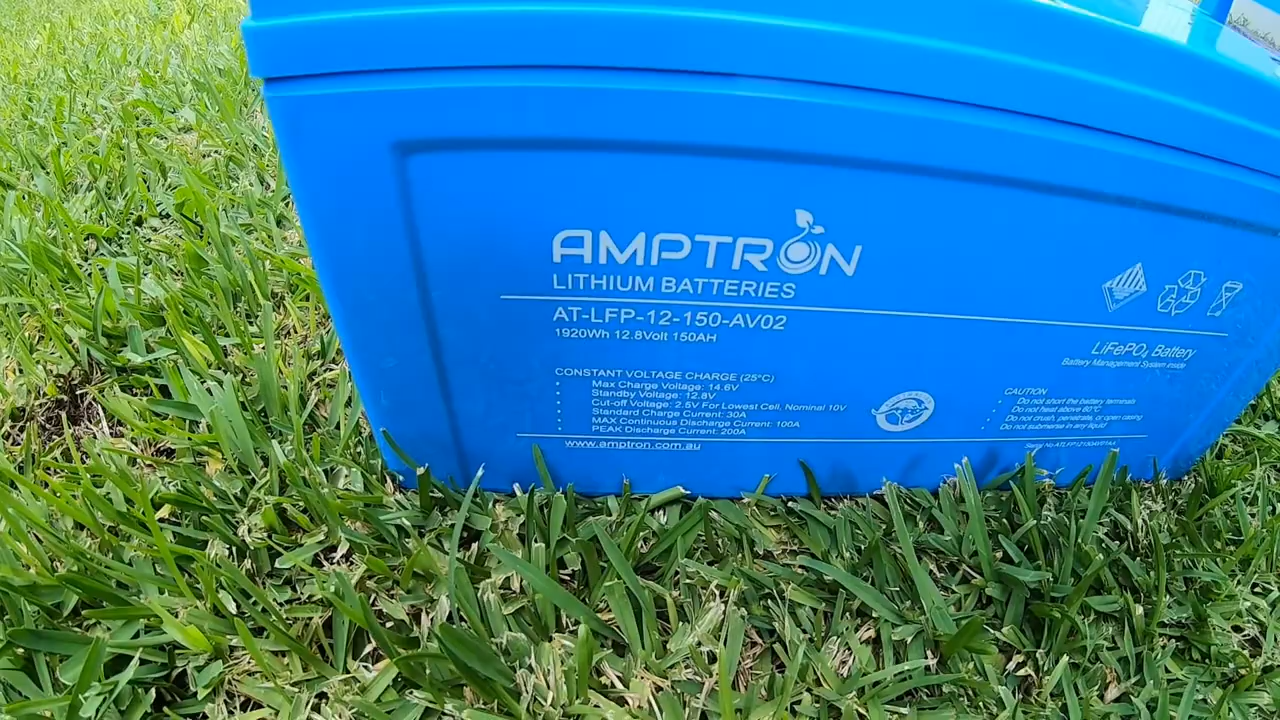 AMPTRON
LITHIUM BATTERIES
AT-LFP-12-150-AV02
1920Wh 12.8Volt 150AH
LiFePO₄ Battery
Battery Management System inside
CONSTANT VOLTAGE CHARGE (25°C)
• Max Charge Voltage: 14.6V
• Standby Voltage: 12.8V
• Cut-off Voltage: 2.5V For Lowest Cell, Nominal 10V
• Standard Charge Current: 30A
• MAX Continuous Discharge Current: 100A
• PEAK Discharge Current: 200A
CAUTION
• Do not short the battery terminals
• Do not heat above 60°C
• Do not crush, penetrate, or open casing
• Do not submerse in any liquid
www.amptron.com.au
Serial No